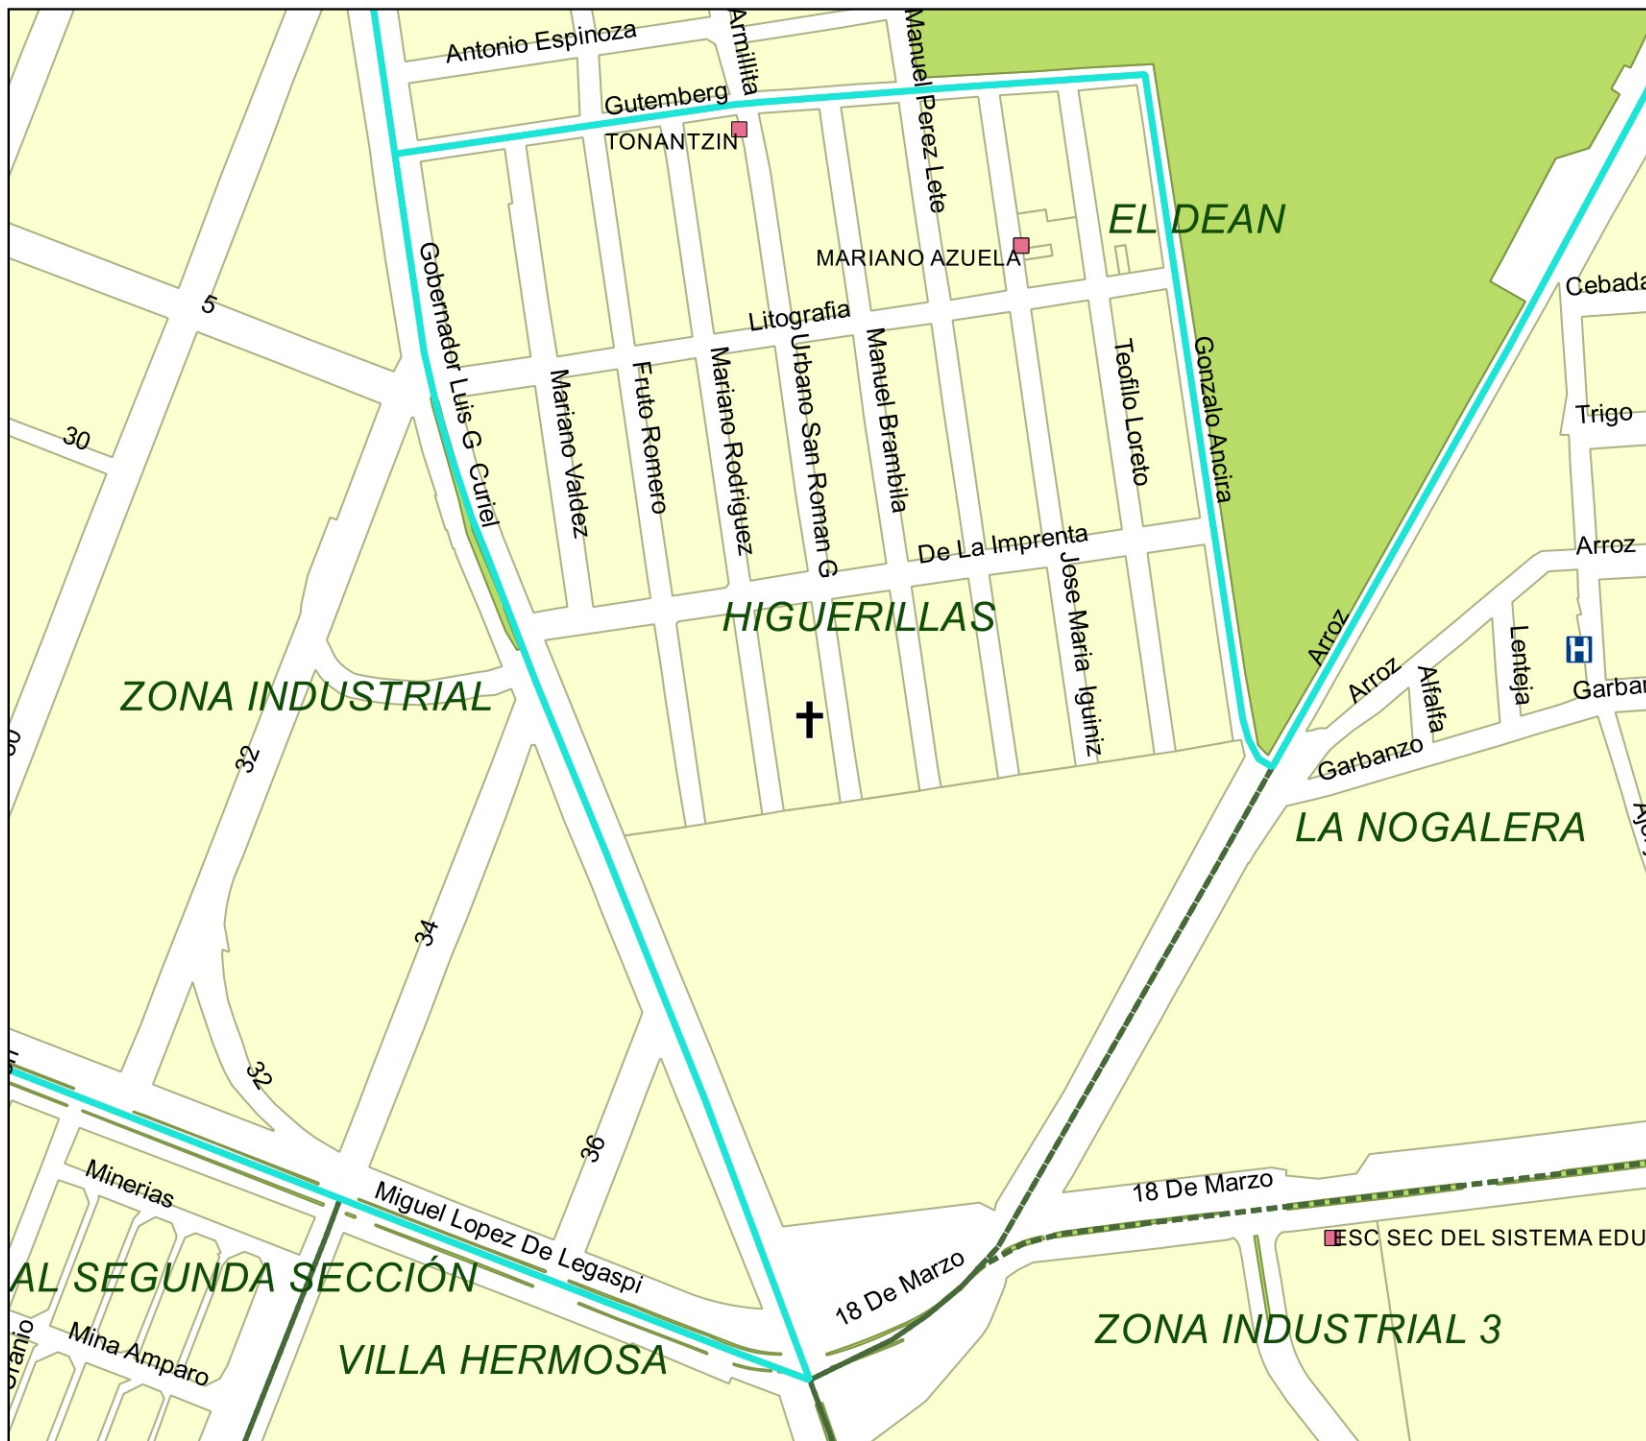 Antonio Espinoza
Armillita
Manuel Perez Lete
Gutemberg
TONANTZIN
EL DEAN
MARIANO AZUELA
Cebada
5
Gobernador Luis G Curiel
Litografia
Mariano Valdez
Fruto Romero
Mariano Rodriguez
Urbano San Roman G
Manuel Brambila
Teofilo Loreto
Gonzalo Ancira
Trigo
30
De La Imprenta
Jose Maria Iguiniz
Arroz
HIGUERILLAS
Arroz
Arroz
Alfalfa
Lenteja
H
Garban
ZONA INDUSTRIAL
32
Garbanzo
LA NOGALERA
34
32
36
Minerias
Miguel Lopez De Legaspi
18 De Marzo
ESC SEC DEL SISTEMA EDU
AL SEGUNDA SECCIÓN
18 De Marzo
Mina Amparo
VILLA HERMOSA
ZONA INDUSTRIAL 3